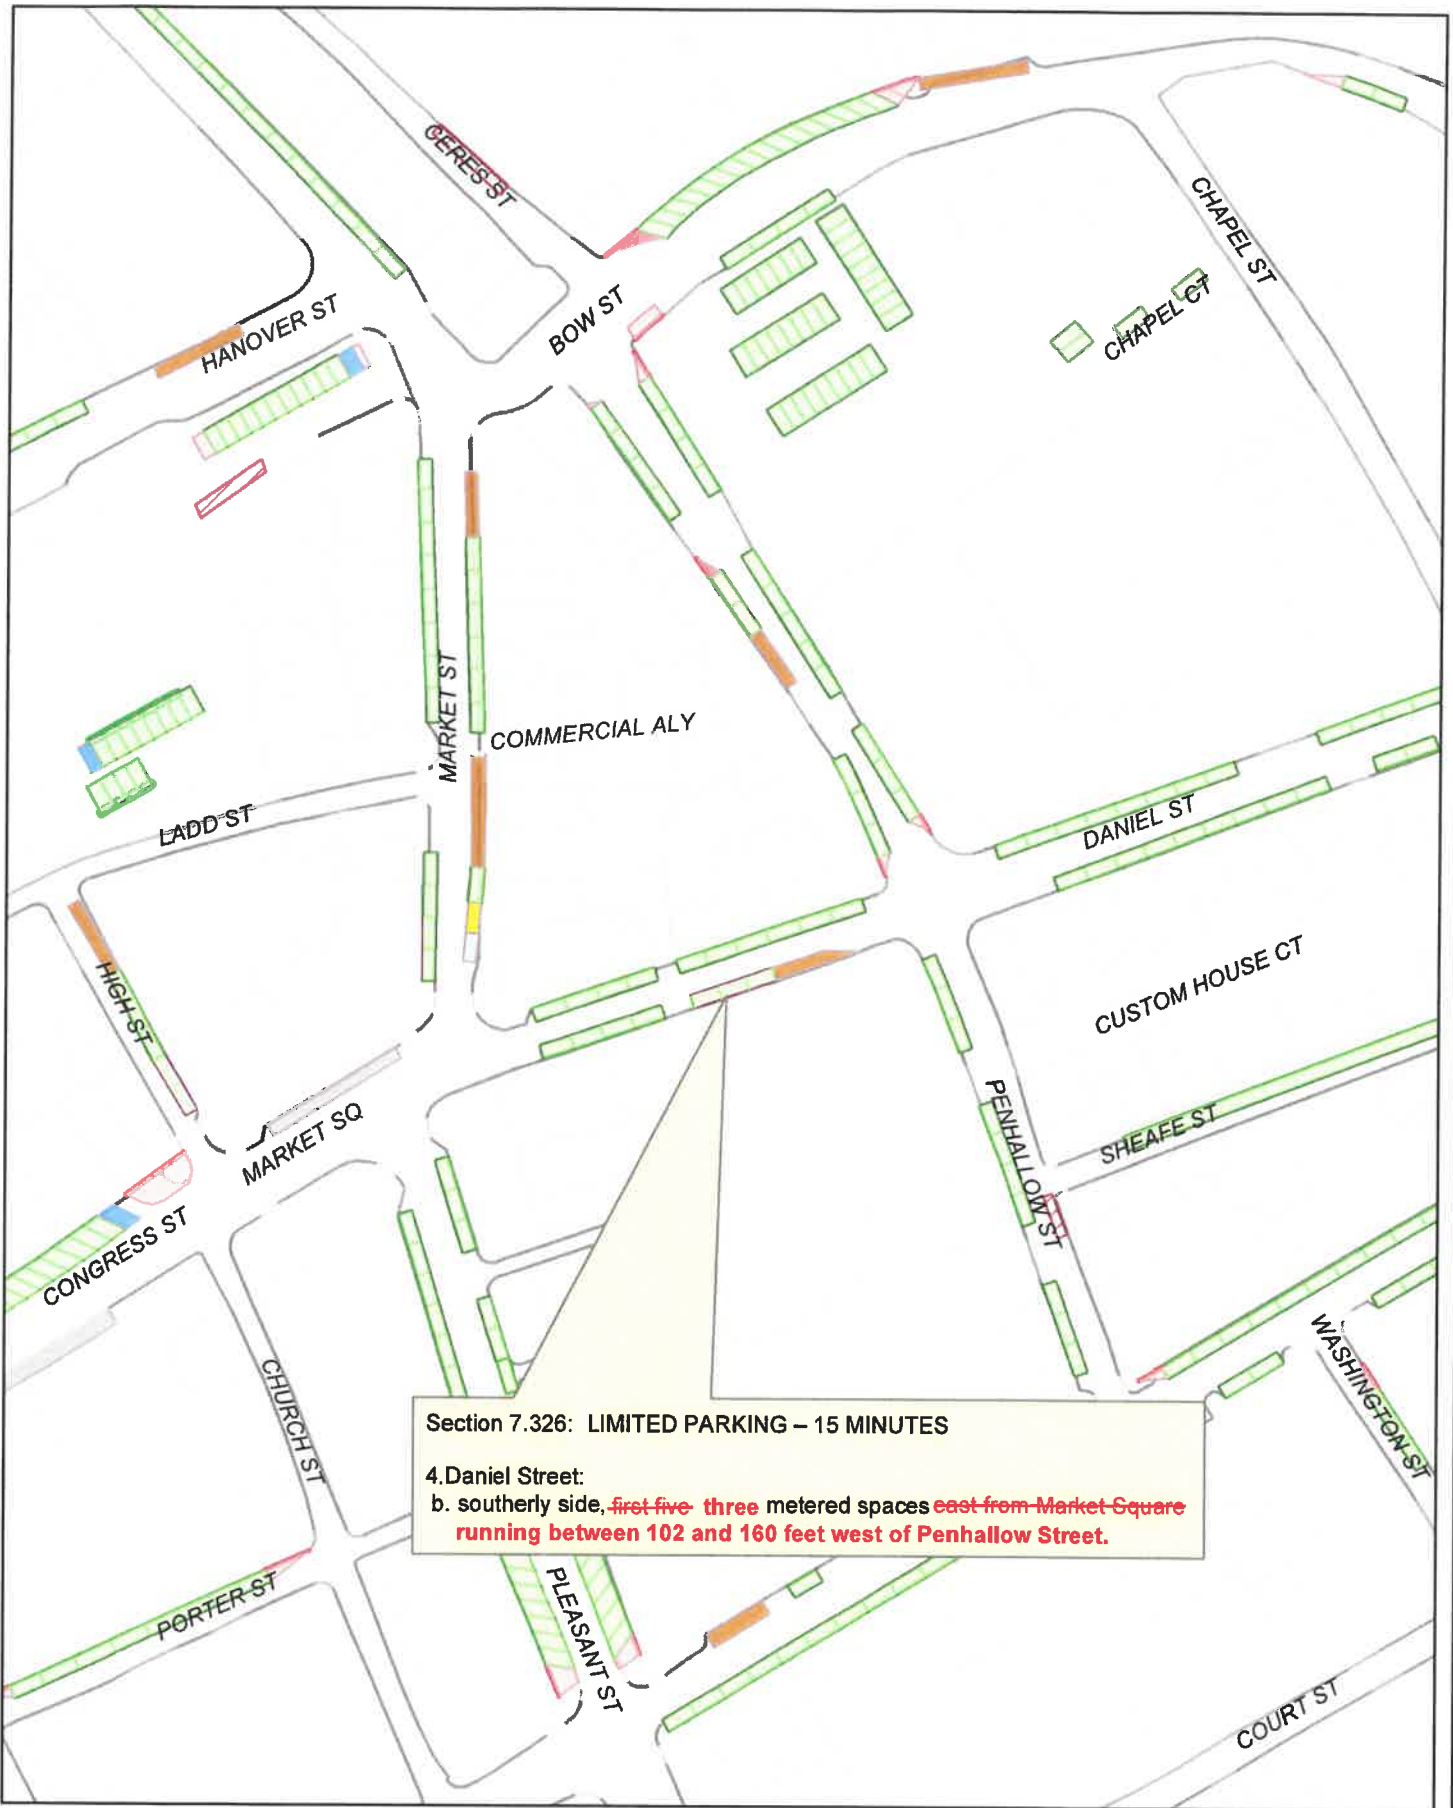 CERES ST
CHAPEL ST
HANOVER ST
BOW ST
CHAPEL CT
MARKET ST
COMMERCIAL ALY
LADD ST
DANIEL ST
HIGH ST
CUSTOM HOUSE CT
PENHALLOW ST
MARKET SQ
SHEAFE ST
CONGRESS ST
CHURCH ST
WASHINGTON ST
Section 7.326: LIMITED PARKING – 15 MINUTES
4.Daniel Street:
b. southerly side, first five three metered spaces east from Market Square
running between 102 and 160 feet west of Penhallow Street.
PORTER ST
PLEASANT ST
COURT ST